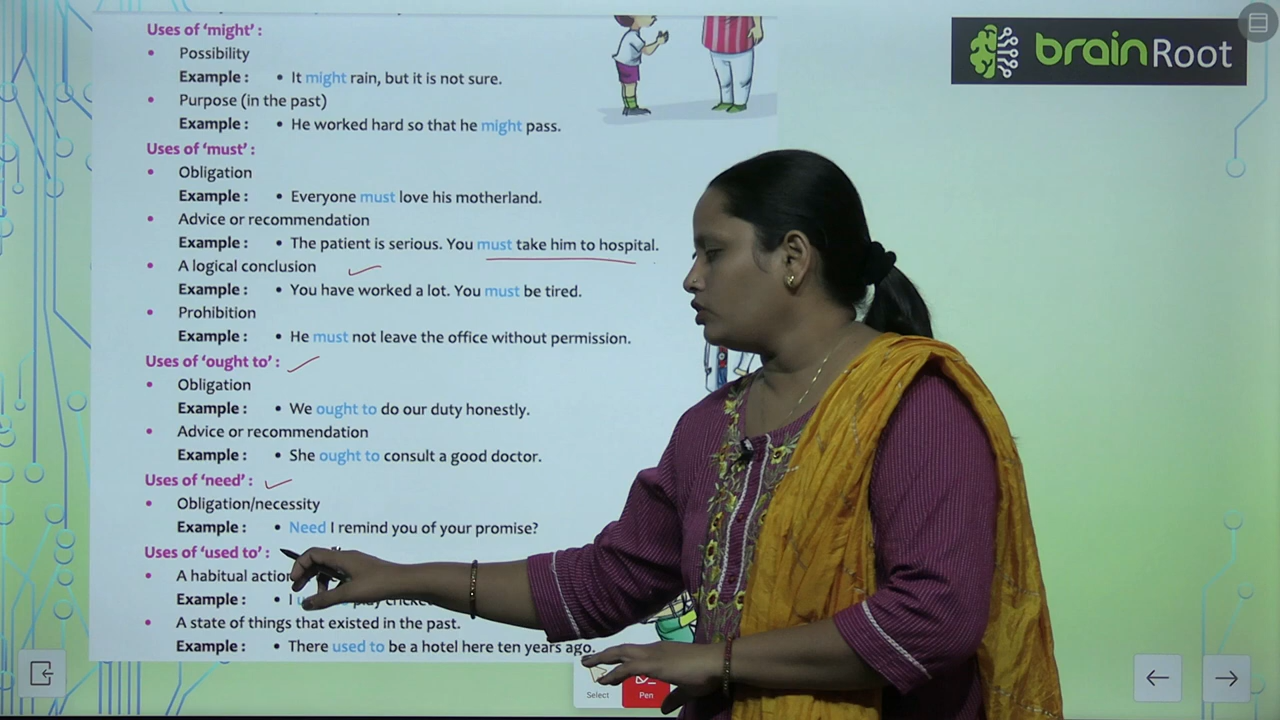 Uses of ‘might’ :
• Possibility
Example : • It might rain, but it is not sure.
• Purpose (in the past)
Example : • He worked hard so that he might pass.
Uses of ‘must’ :
• Obligation
Example : • Everyone must love his motherland.
• Advice or recommendation
Example : • The patient is serious. You must take him to hospital.
• A logical conclusion
Example : • You have worked a lot. You must be tired.
• Prohibition
Example : • He must not leave the office without permission.
Uses of ‘ought to’ :
• Obligation
Example : • We ought to do our duty honestly.
• Advice or recommendation
Example : • She ought to consult a good doctor.
Uses of ‘need’ :
• Obligation/necessity
Example : • Need I remind you of your promise?
Uses of ‘used to’ :
• A habitual action
Example : • I play
• A state of things that existed in the past.
Example : • There used to be a hotel here ten years ago.
brainRoot
Select
Pen